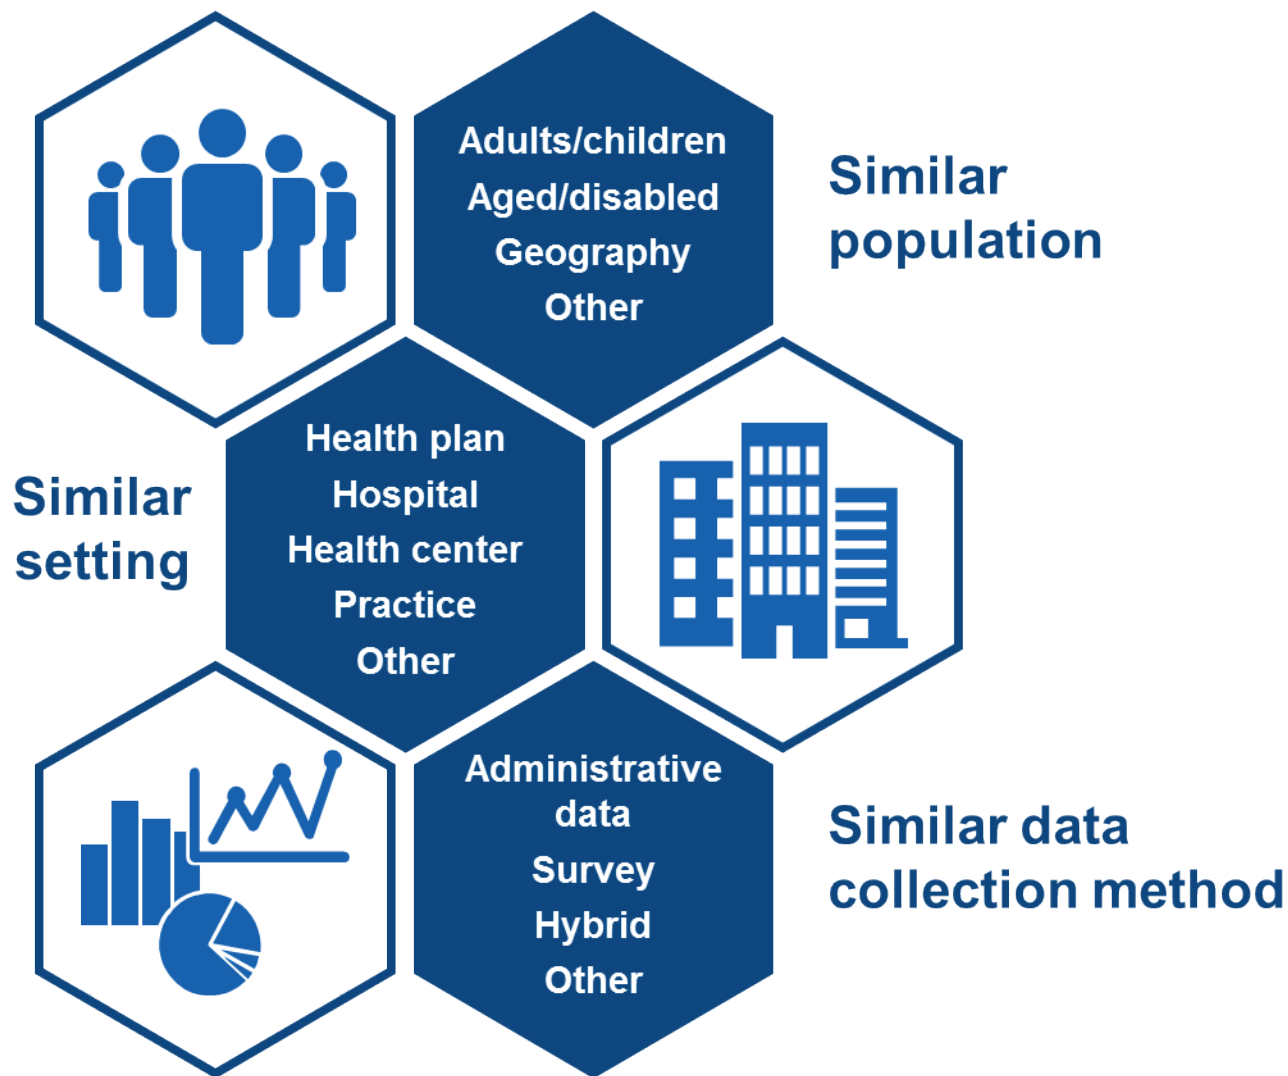 Adults/children
Aged/disabled
Geography
Other
Similar
population
Similar
setting
Health plan
Hospital
Health center
Practice
Other
Administrative
data
Survey
Hybrid
Other
Similar data
collection method